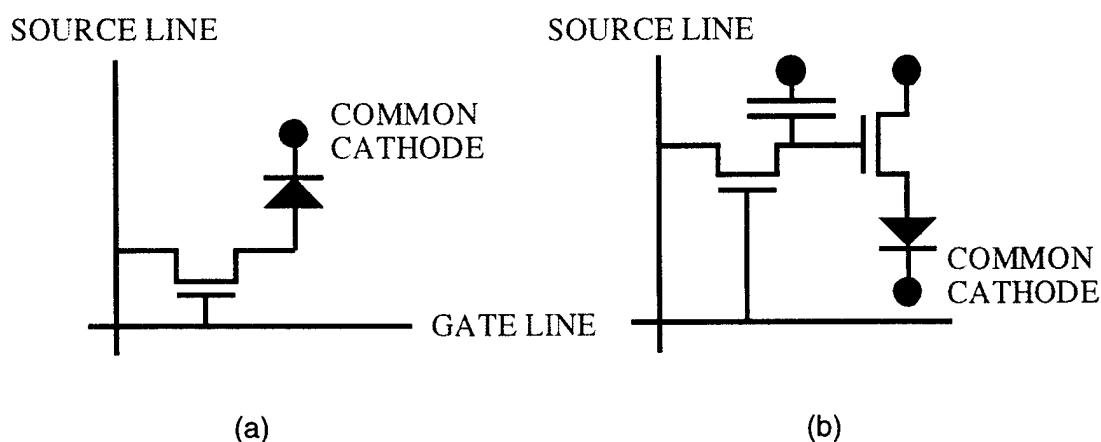 SOURCE LINE
COMMON
CATHODE
GATE LINE
(a)
SOURCE LINE
COMMON
CATHODE
(b)